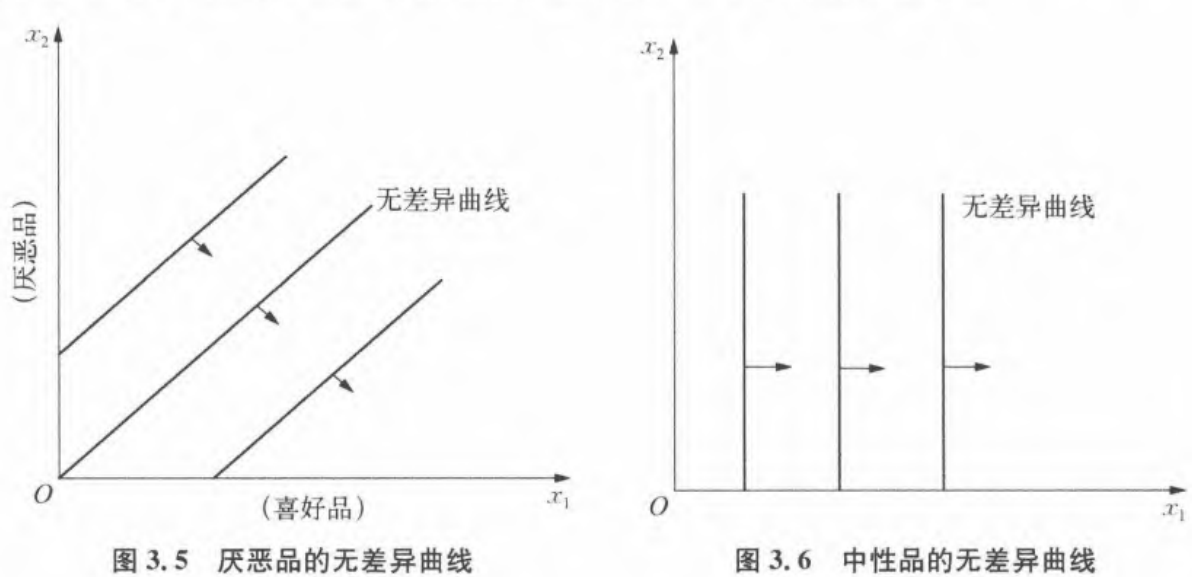 x₂
(厌恶品)
无差异曲线
O
(喜好品)
x₁
图 3.5 厌恶品的无差异曲线
x₂
无差异曲线
O
x₁
图 3.6 中性品的无差异曲线